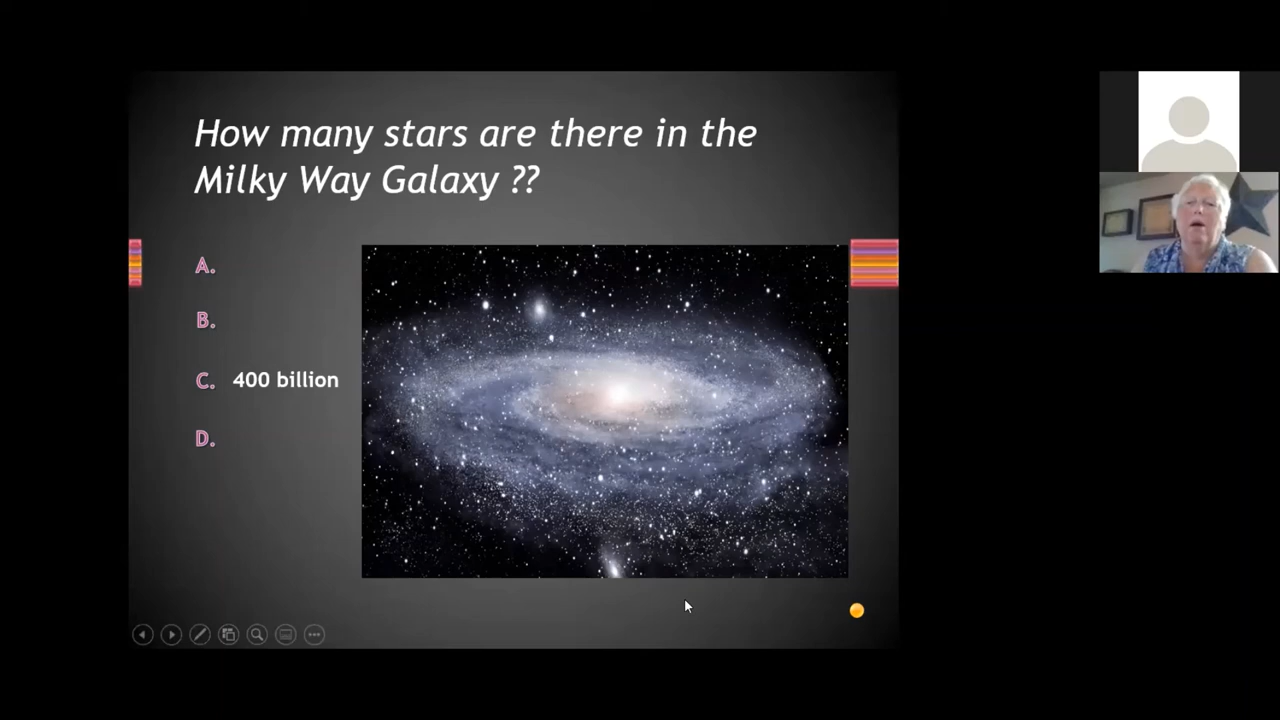 How many stars are there in the
Milky Way Galaxy ??
A.
B.
C. 400 billion
D.